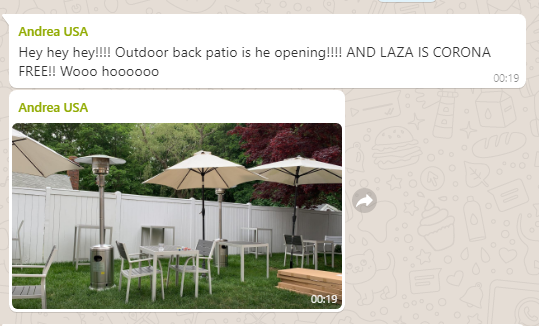 Andrea USA
Hey hey hey!!!! Outdoor back patio is he opening!!!! AND LAZA IS CORONA
FREE!! Wooo hoooooo
00:19
Andrea USA
00:19